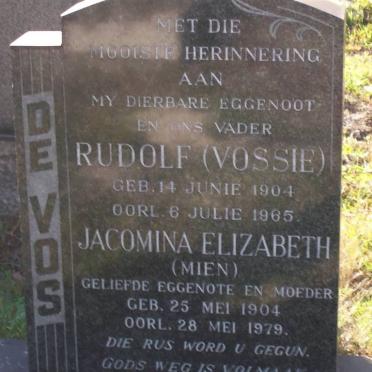 DE VOS
MET DIE
MOOISTE HERINNERING
AAN
MY DIERBARE EGGENOOT
EN ONS VADER
RUDOLF (VOSSIE)
GEB. 14 JUNIE 1904
OORL. 6 JULIE 1965.
JACOMINA ELIZABETH
(MIEN)
GELIEFDE EGGENOTE EN MOEDER
GEB. 25 MEI 1904
OORL. 28 MEI 1979.
DIE RUS WORD U GEGUN.
GODS WEG IS VOLMAAK